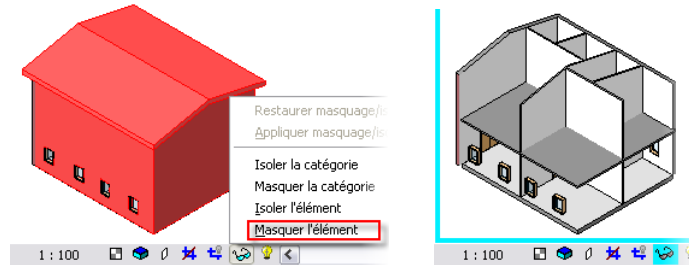 Restaurer masquage/
Appliquer masquage/
Isoler la catégorie
Masquer la catégorie
Isoler l'élément
Masquer l'élément
1 : 100
1 : 100